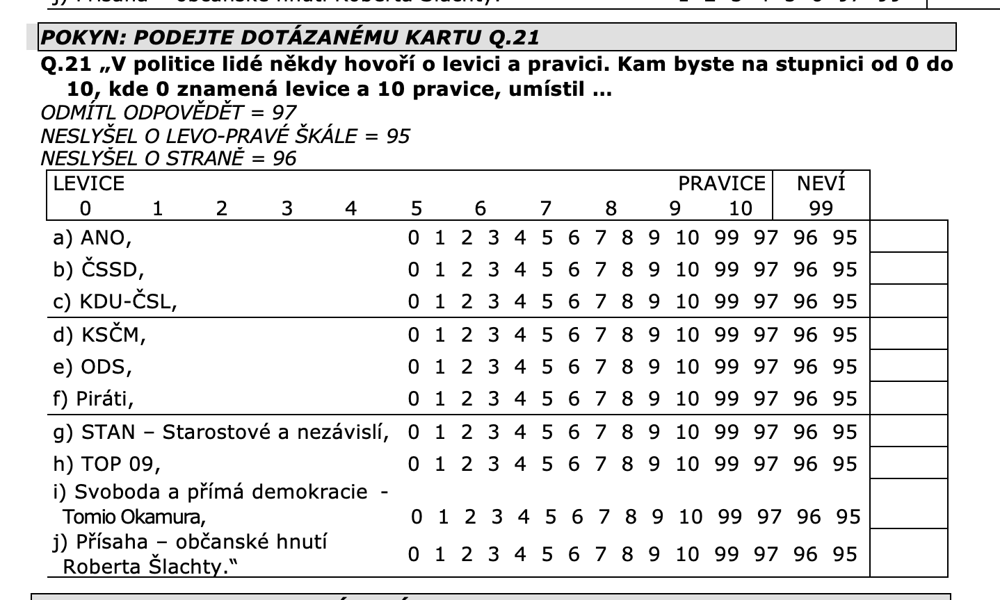 j) Přísaha – občanské hnutí Roberta Šlachty.“
POKYN: PODEJTE DOTÁZANÉMU KARTU Q.21
Q.21 „V politice lidé někdy hovoří o levici a pravici. Kam byste na stupnici od 0 do
10, kde 0 znamená levice a 10 pravice, umístil ...
ODMÍTL ODPOVĚDĚT = 97
NESLYŠEL O LEVO-PRAVÉ ŠKÁLE = 95
NESLYŠEL O STRANĚ = 96
LEVICE PRAVICE NEVÍ
0 1 2 3 4 5 6 7 8 9 10 99
a) ANO, 0 1 2 3 4 5 6 7 8 9 10 99 97 96 95
b) ČSSD, 0 1 2 3 4 5 6 7 8 9 10 99 97 96 95
c) KDU-ČSL, 0 1 2 3 4 5 6 7 8 9 10 99 97 96 95
d) KSČM, 0 1 2 3 4 5 6 7 8 9 10 99 97 96 95
e) ODS, 0 1 2 3 4 5 6 7 8 9 10 99 97 96 95
f) Piráti, 0 1 2 3 4 5 6 7 8 9 10 99 97 96 95
g) STAN – Starostové a nezávislí, 0 1 2 3 4 5 6 7 8 9 10 99 97 96 95
h) TOP 09, 0 1 2 3 4 5 6 7 8 9 10 99 97 96 95
i) Svoboda a přímá demokracie -
Tomio Okamura, 0 1 2 3 4 5 6 7 8 9 10 99 97 96 95
j) Přísaha – občanské hnutí
Roberta Šlachty.“ 0 1 2 3 4 5 6 7 8 9 10 99 97 96 95